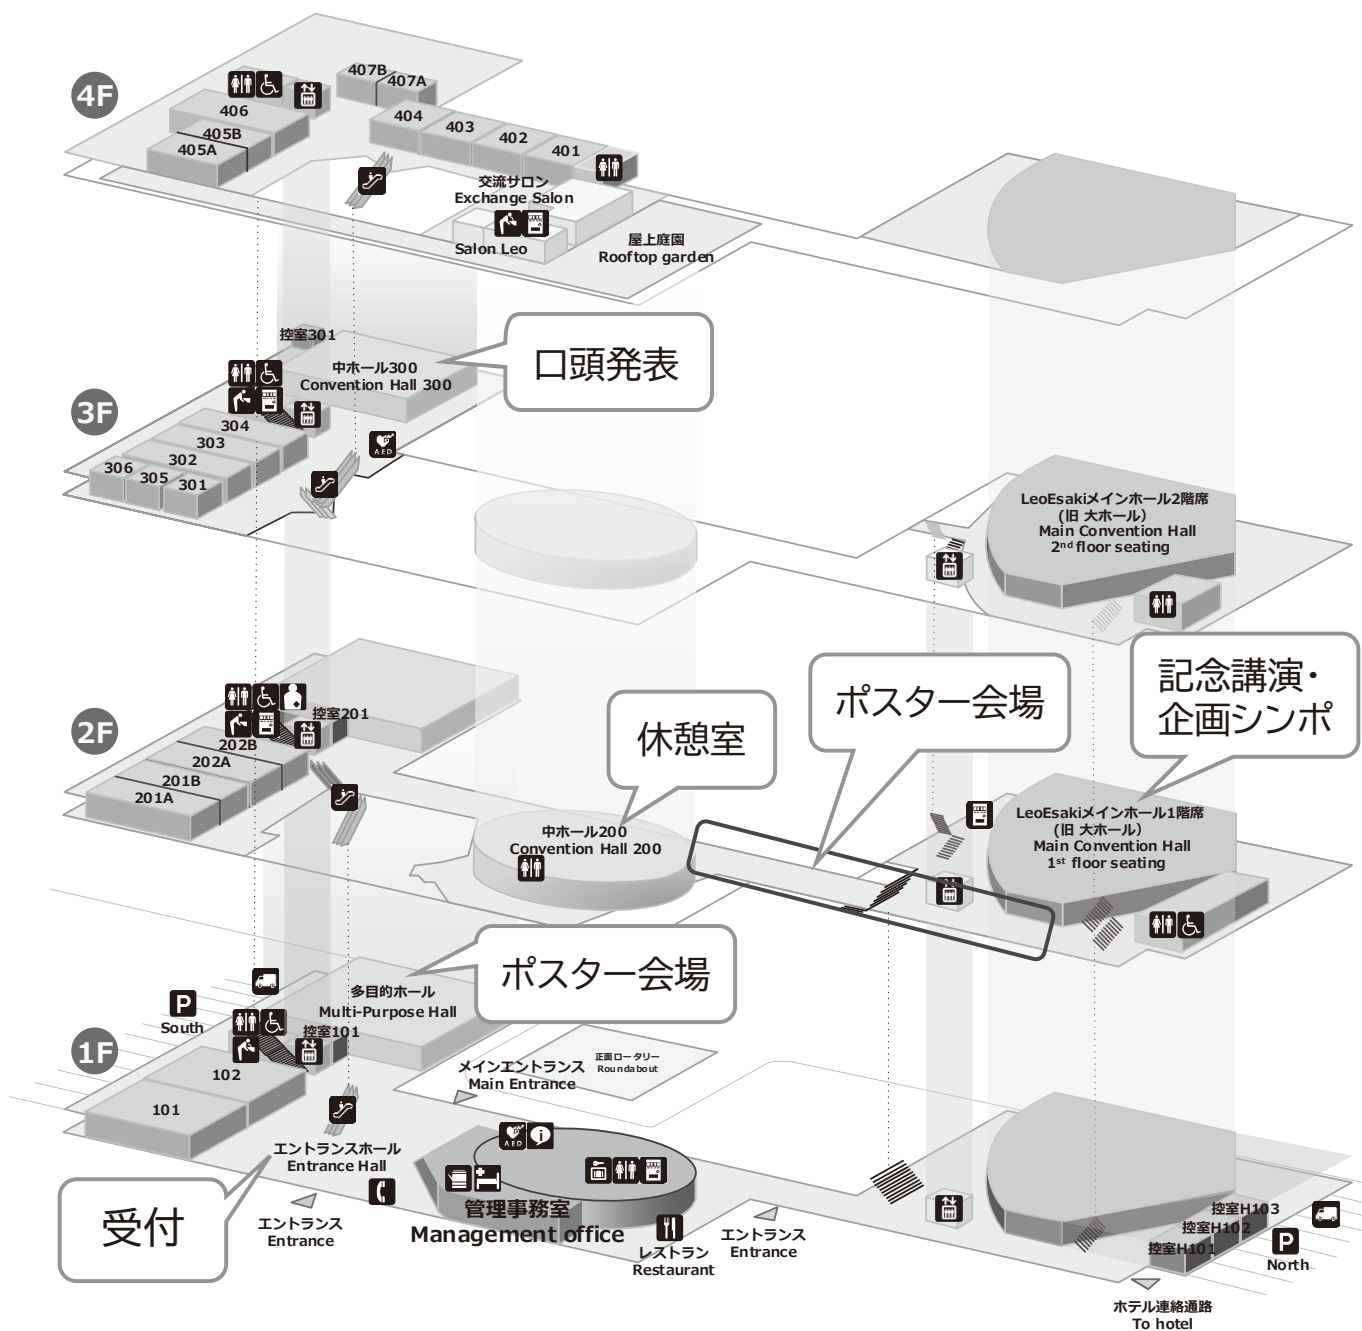 4F
407B
407A
406
405B
405A
404
403
402
401
交流サロン
Exchange Salon
Salon Leo
屋上庭園
Rooftop garden
控室301
中ホール300
Convention Hall 300
口頭発表
3F
304
303
302
306
305
301
AED
LeoEsakiメインホール2階席
(旧 大ホール)
Main Convention Hall
2nd floor seating
2F
控室201
202B
202A
201B
201A
休憩室
ポスター会場
記念講演・
企画シンポ
中ホール200
Convention Hall 200
LeoEsakiメインホール1階席
(旧 大ホール)
Main Convention Hall
1st floor seating
ポスター会場
P
South
多目的ホール
Multi-Purpose Hall
控室101
1F
102
101
メインエントランス
Main Entrance
正面ロータリー
Roundabout
エントランスホール
Entrance Hall
AED
i
受付
エントランス
Entrance
管理事務室
Management office
レストラン
Restaurant
エントランス
Entrance
控室H103
控室H102
控室H101
P
North
ホテル連絡通路
To hotel